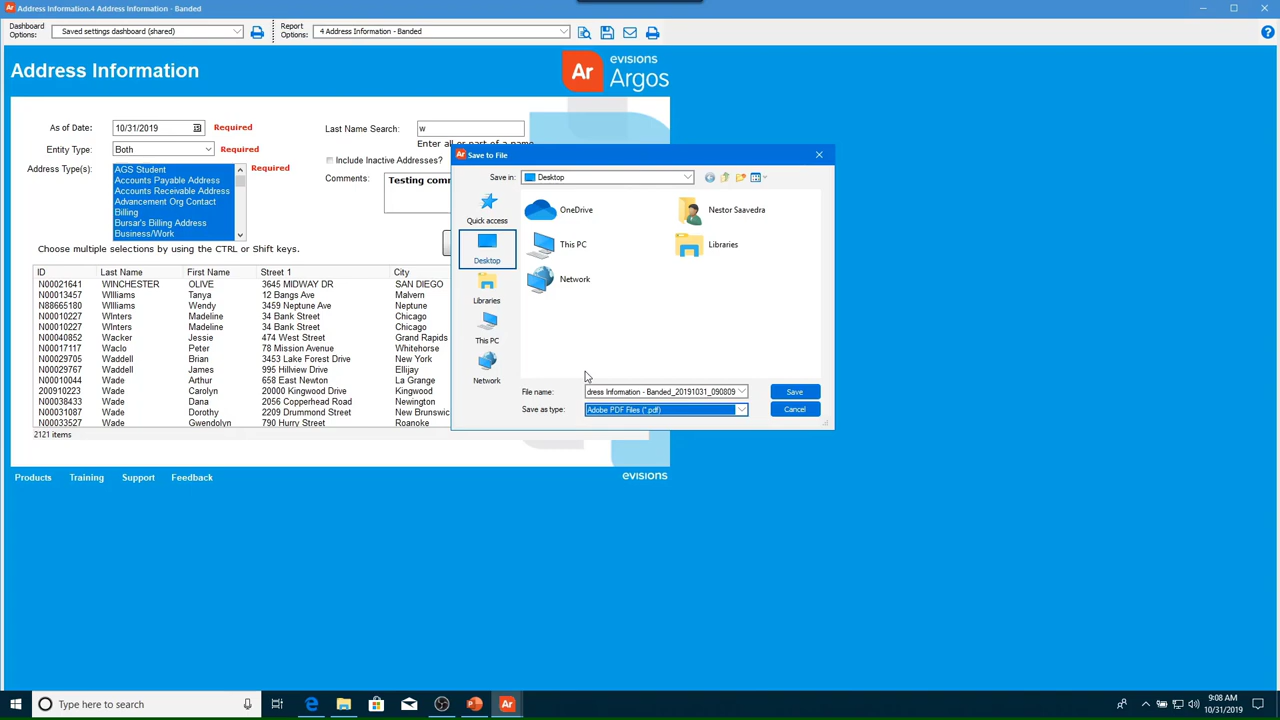 Address Information.4 Address Information - Banded
Dashboard Options:
Saved settings dashboard (shared)
Report Options:
4 Address Information - Banded
Address Information
Ar evisions Argos
As of Date: 10/31/2019 Required
Entity Type: Both Required
Address Type(s): Required
AGS Student
Accounts Payable Address
Accounts Receivable Address
Advancement Org Contact
Billing
Bursar's Billing Address
Business/Work
Choose multiple selections by using the CTRL or Shift keys.
Last Name Search: w
Enter all or part of a name
Include Inactive Addresses?
Comments: Testing comm
ID Last Name First Name Street 1 City
N00021641 WINCHESTER OLIVE 3645 MIDWAY DR SAN DIEGO
N00013457 WIlliams Tanya 12 Bangs Ave Malvern
N88665180 WIlliams Wendy 3459 Neptune Ave Neptune
N00010227 WInters Madeline 34 Bank Street Chicago
N00010227 WInters Madeline 34 Bank Street Chicago
N00040852 Wacker Jessie 474 West Street Grand Rapids
N00017117 Waclo Peter 78 Mission Avenue Whitehorse
N00029705 Waddell Brian 3453 Lake Forest Drive New York
N00029767 Waddell James 995 Hillview Drive Ellijay
N00010044 Wade Arthur 658 East Newton La Grange
200910223 Wade Carolyn 20000 Kingwood Drive Kingwood
N00038433 Wade Dana 2056 Copperhead Road Newington
N00031087 Wade Dorothy 2209 Drummond Street New Brunswic
N00033527 Wade Gwendolyn 790 Hurry Street Roanoke
2121 items
Products Training Support Feedback
evisions
Ar Save to File
Save in: Desktop
Quick access
Desktop
Libraries
This PC
Network
OneDrive
Nestor Saavedra
This PC
Libraries
Network
File name: dress Information - Banded_20191031_090809
Save
Save as type: Adobe PDF Files (*.pdf)
Cancel
Type here to search
Ar
9:08 AM
10/31/2019